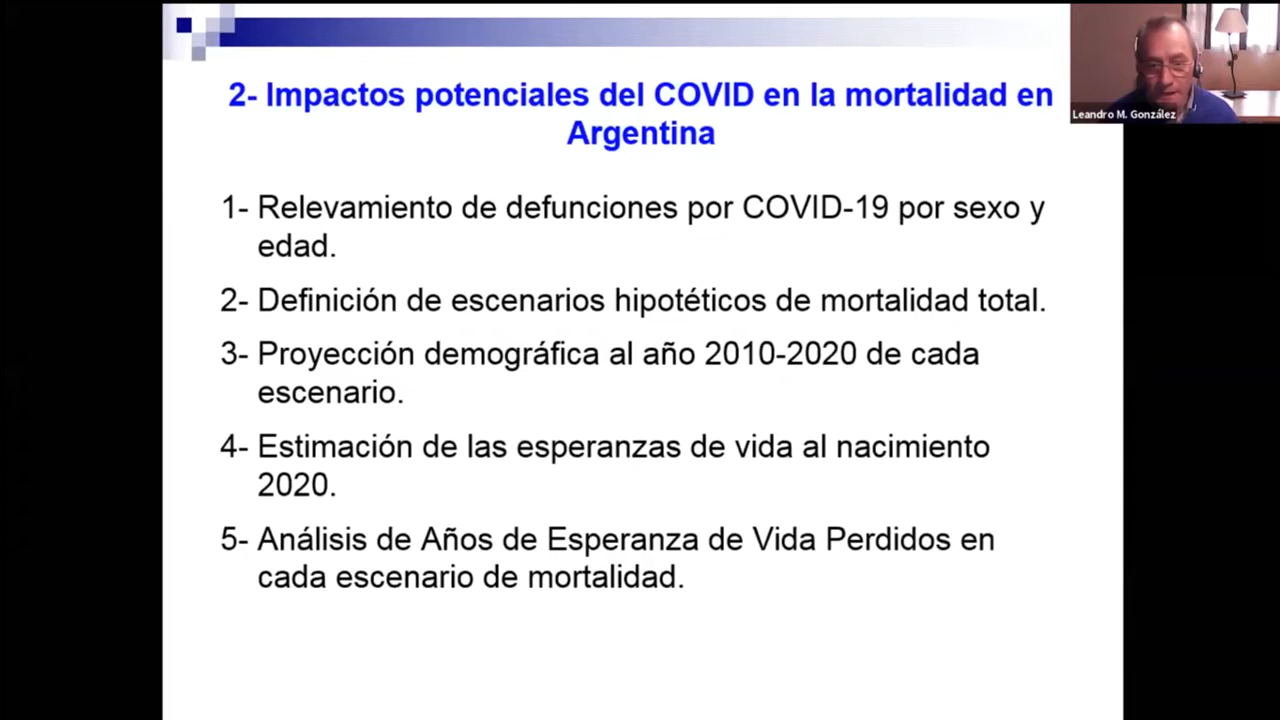 2- Impactos potenciales del COVID en la mortalidad en
Argentina
Leandro M. González
1- Relevamiento de defunciones por COVID-19 por sexo y
edad.
2- Definición de escenarios hipotéticos de mortalidad total.
3- Proyección demográfica al año 2010-2020 de cada
escenario.
4- Estimación de las esperanzas de vida al nacimiento
2020.
5- Análisis de Años de Esperanza de Vida Perdidos en
cada escenario de mortalidad.